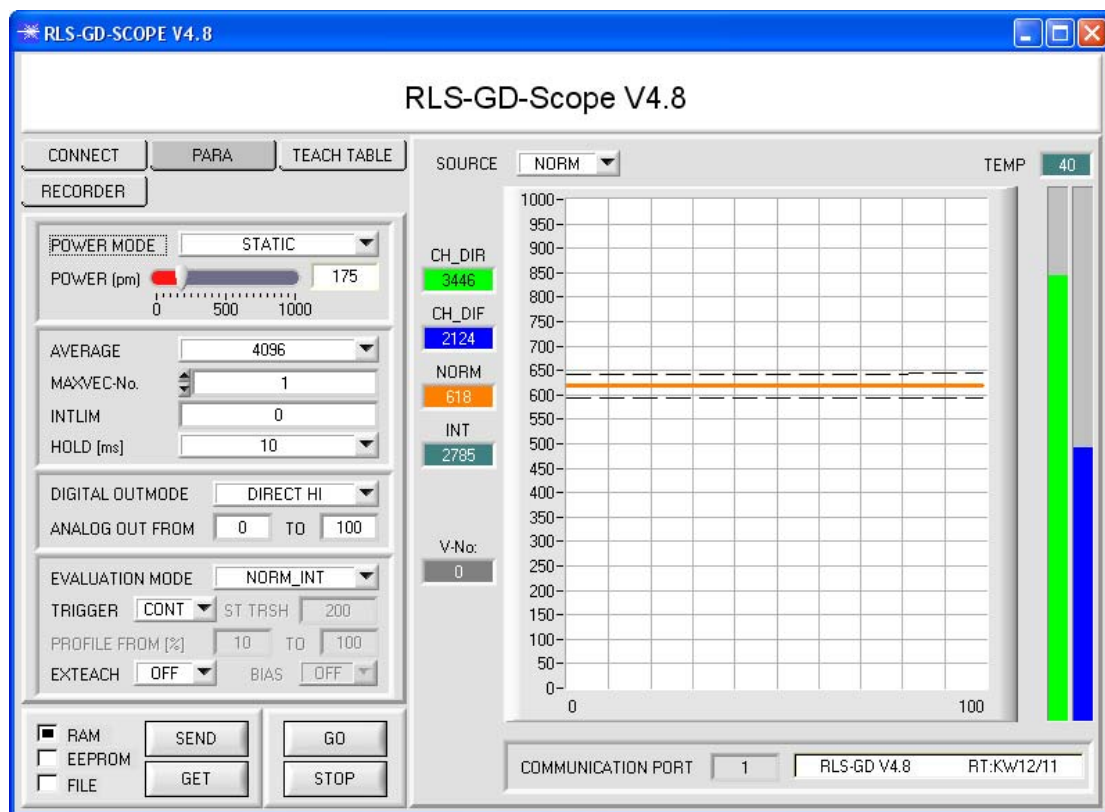 RLS-GD-SCOPE V4.8
RLS-GD-Scope V4.8
CONNECT PARA TEACH TABLE
RECORDER
POWER MODE STATIC
POWER (pm) 175
0 500 1000
AVERAGE 4096
MAXVEC-No. 1
INTLIM 0
HOLD [ms] 10
DIGITAL OUTMODE DIRECT HI
ANALOG OUT FROM 0 TO 100
EVALUATION MODE NORM_INT
TRIGGER CONT ST TRSH 200
PROFILE FROM [%] 10 TO 100
EXTEACH OFF BIAS OFF
RAM
EEPROM
FILE
SEND
GET
GO
STOP
SOURCE NORM TEMP 40
CH_DIR
3446
CH_DIF
2124
NORM
618
INT
2785
V-No:
0
1000
950
900
850
800
750
700
650
600
550
500
450
400
350
300
250
200
150
100
50
0
0 100
COMMUNICATION PORT 1 RLS-GD V4.8 RT:KW12/11